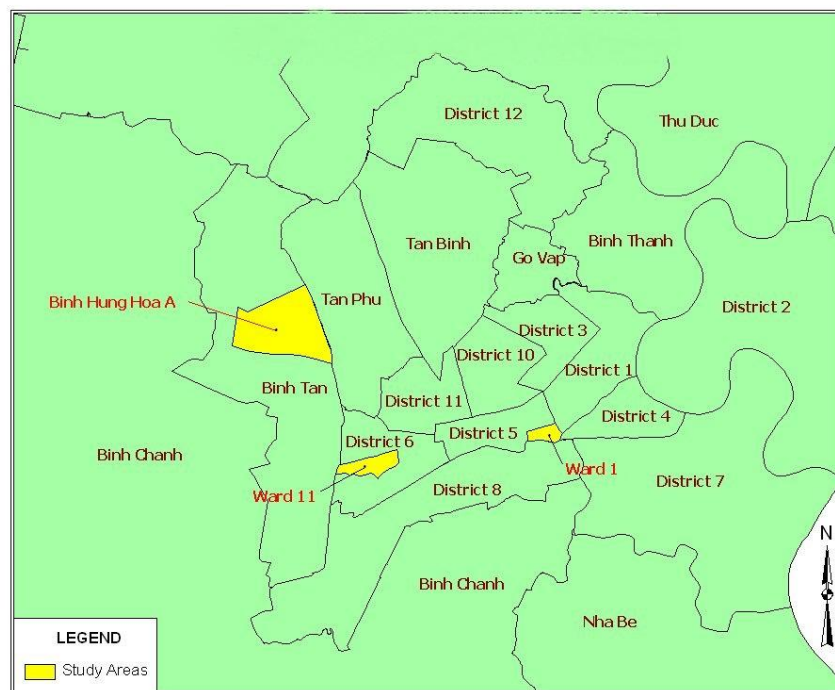 District 12
Thu Duc
Tan Binh
Go Vap
Binh Thanh
Binh Hung Hoa A
Tan Phu
District 2
District 3
District 10
District 1
Binh Tan
District 11
District 4
District 5
District 6
Binh Chanh
Ward 1
Ward 11
District 8
District 7
Binh Chanh
Nha Be
N
LEGEND
Study Areas